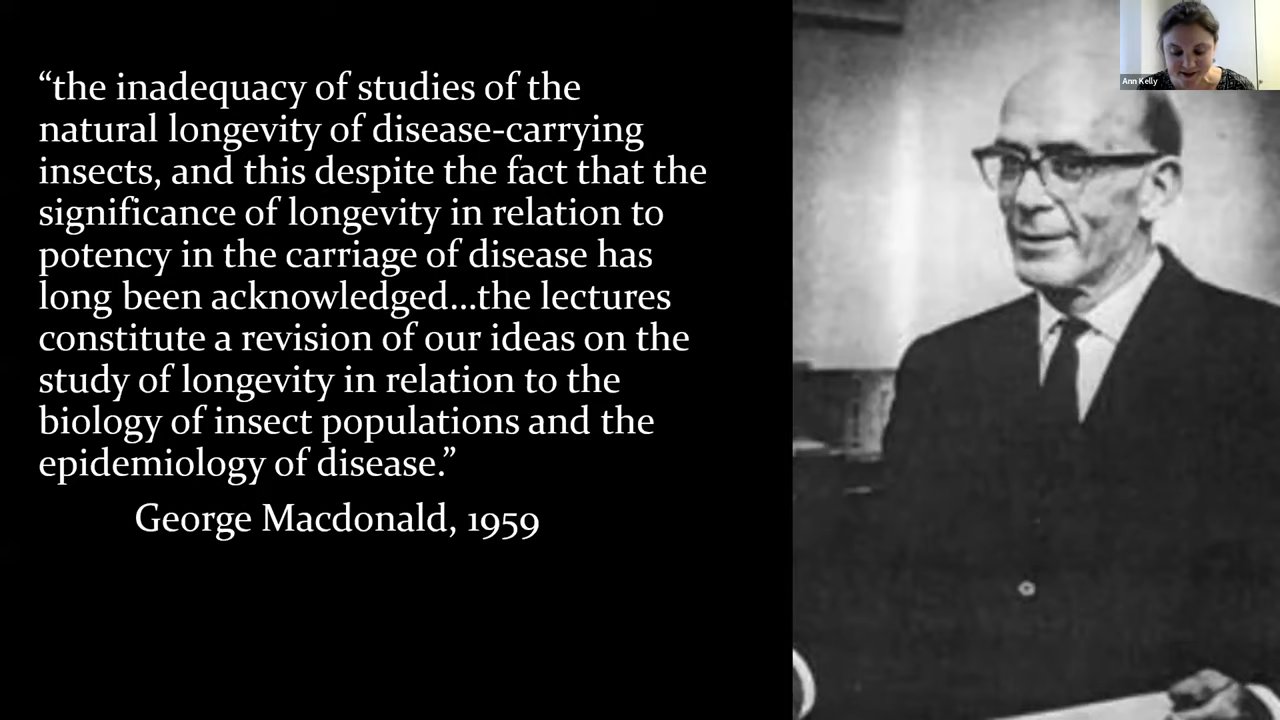 “the inadequacy of studies of the
natural longevity of disease-carrying
insects, and this despite the fact that the
significance of longevity in relation to
potency in the carriage of disease has
long been acknowledged...the lectures
constitute a revision of our ideas on the
study of longevity in relation to the
biology of insect populations and the
epidemiology of disease.”
George Macdonald, 1959
Ann Kelly